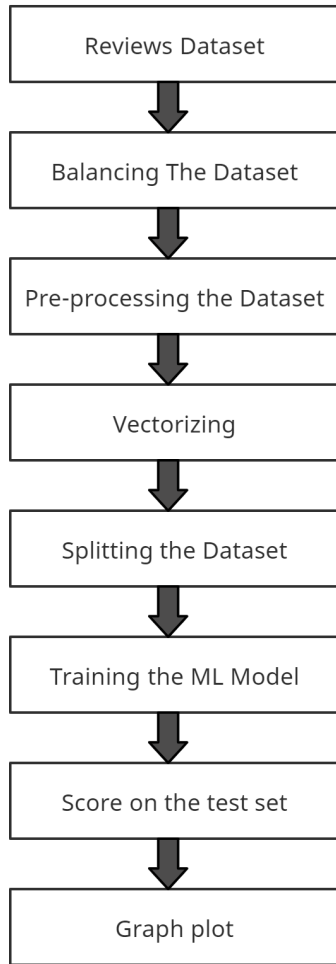 Reviews Dataset
Balancing The Dataset
Pre-processing the Dataset
Vectorizing
Splitting the Dataset
Training the ML Model
Score on the test set
Graph plot